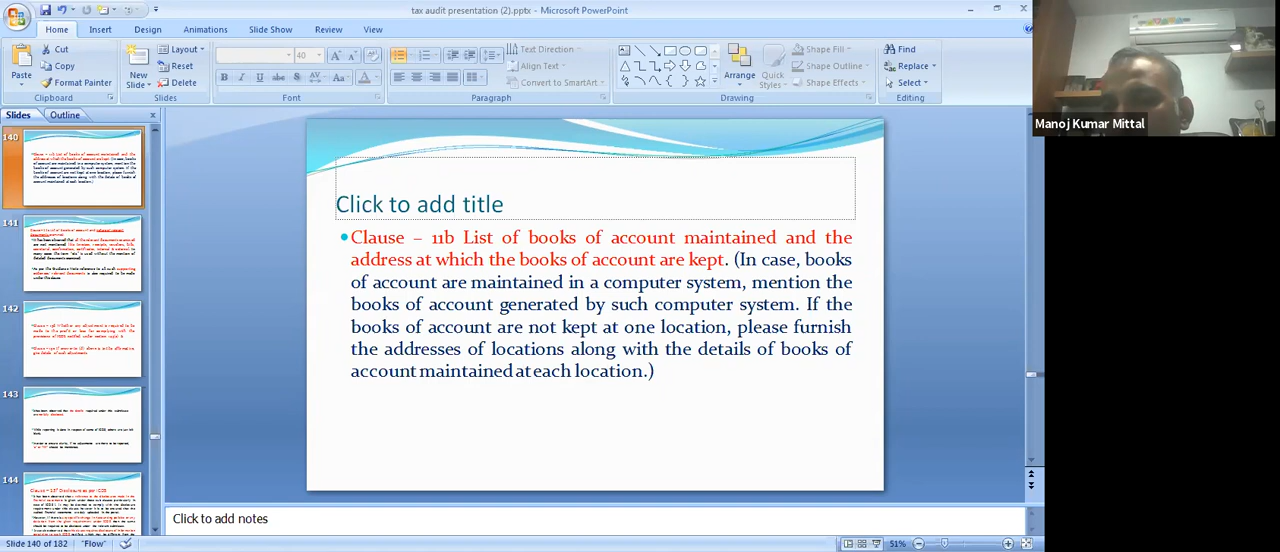 tax audit presentation (2).pptx - Microsoft PowerPoint
Home
Insert
Design
Animations
Slide Show
Review
View
Cut
Copy
Format Painter
Paste
Clipboard
New
Slide
Layout
Reset
Delete
Slides
40
Font
Text Direction
Align Text
Convert to SmartArt
Paragraph
Arrange
Quick
Styles
Shape Fill
Shape Outline
Shape Effects
Drawing
Find
Replace
Select
Editing
Manoj Kumar Mittal
Slides
Outline
140
141
142
143
144
Click to add title
Clause – 11b List of books of account maintained and the
address at which the books of account are kept. (In case, books
of account are maintained in a computer system, mention the
books of account generated by such computer system. If the
books of account are not kept at one location, please furnish
the addresses of locations along with the details of books of
account maintained at each location.)
Click to add notes
Slide 140 of 182
"Flow"
51%